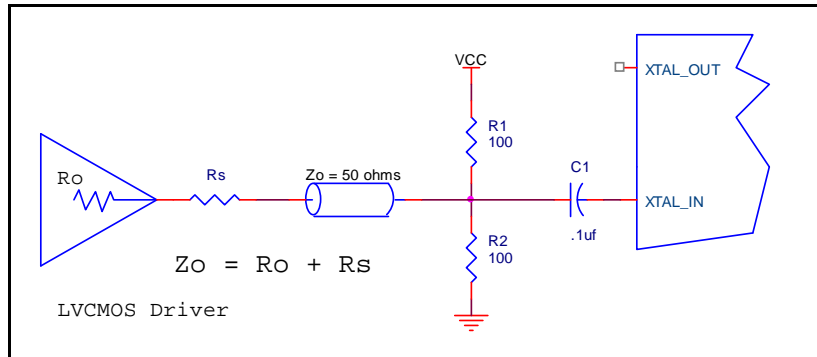 VCC
XTAL_OUT
R1
100
C1
Ro
Rs
Zo = 50 ohms
XTAL_IN
.1uf
R2
100
Zo = Ro + Rs
LVCMOS Driver